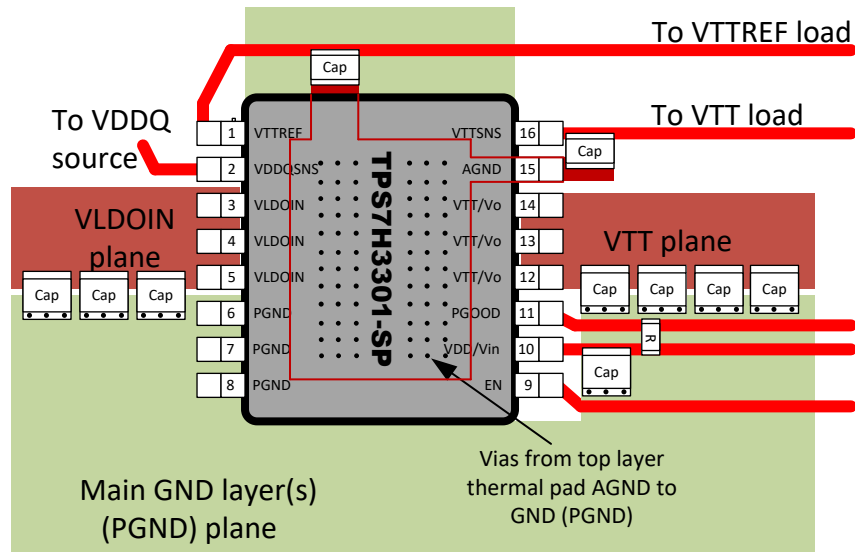 To VTTREF load
Cap
To VTT load
To VDDQ
source
1 VTTREF
2 VDDQSNS
3 VLDOIN
4 VLDOIN
5 VLDOIN
6 PGND
7 PGND
8 PGND
TPS7H3301-SP
VTTSNS 16
AGND 15
VTT/Vo 14
VTT/Vo 13
VTT/Vo 12
PGOOD 11
VDD/Vin 10
EN 9
Cap
VLDOIN
plane
Cap Cap Cap
VTT plane
Cap Cap Cap Cap
R
Cap
Vias from top layer
thermal pad AGND to
GND (PGND)
Main GND layer(s)
(PGND) plane